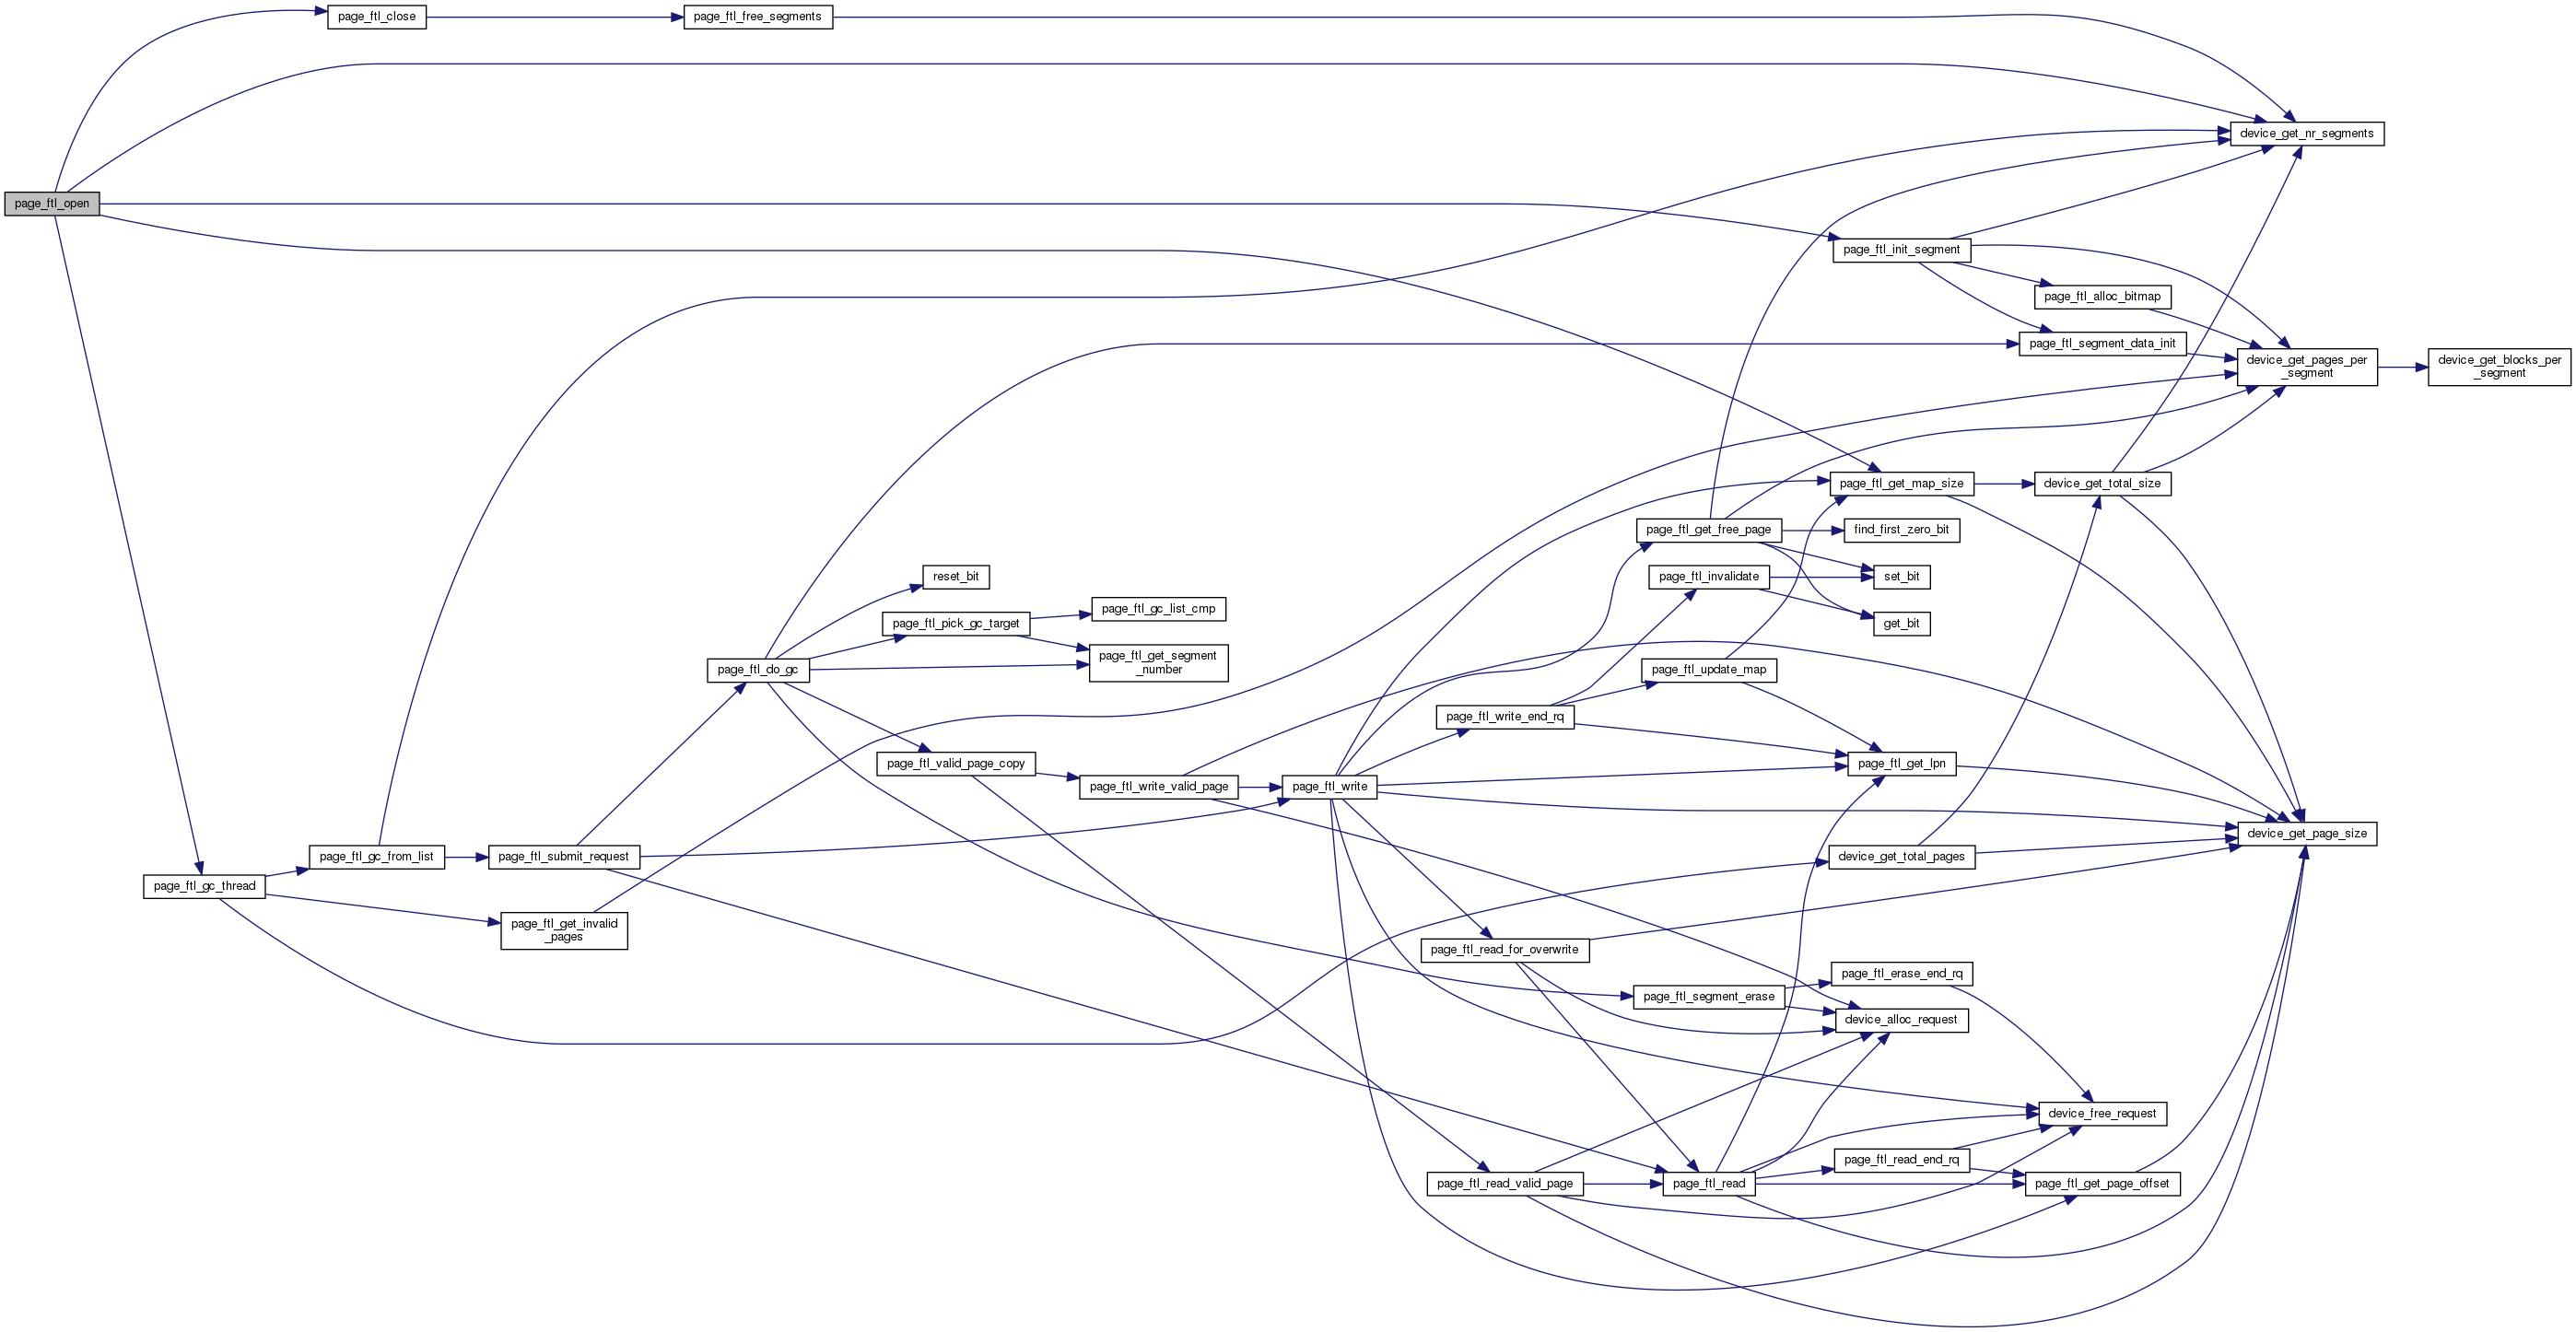 page_ftl_close
page_ftl_free_segments
device_get_nr_segments
page_ftl_open
page_ftl_init_segment
page_ftl_alloc_bitmap
page_ftl_segment_data_init
device_get_pages_per
_segment
device_get_blocks_per
_segment
page_ftl_get_map_size
device_get_total_size
page_ftl_get_free_page
find_first_zero_bit
reset_bit
page_ftl_invalidate
set_bit
page_ftl_gc_list_cmp
page_ftl_pick_gc_target
get_bit
page_ftl_get_segment
_number
page_ftl_do_gc
page_ftl_update_map
page_ftl_write_end_rq
page_ftl_valid_page_copy
page_ftl_get_lpn
page_ftl_write_valid_page
page_ftl_write
device_get_page_size
page_ftl_gc_from_list
page_ftl_submit_request
device_get_total_pages
page_ftl_gc_thread
page_ftl_get_invalid
_pages
page_ftl_read_for_overwrite
page_ftl_erase_end_rq
page_ftl_segment_erase
device_alloc_request
device_free_request
page_ftl_read_end_rq
page_ftl_read_valid_page
page_ftl_read
page_ftl_get_page_offset